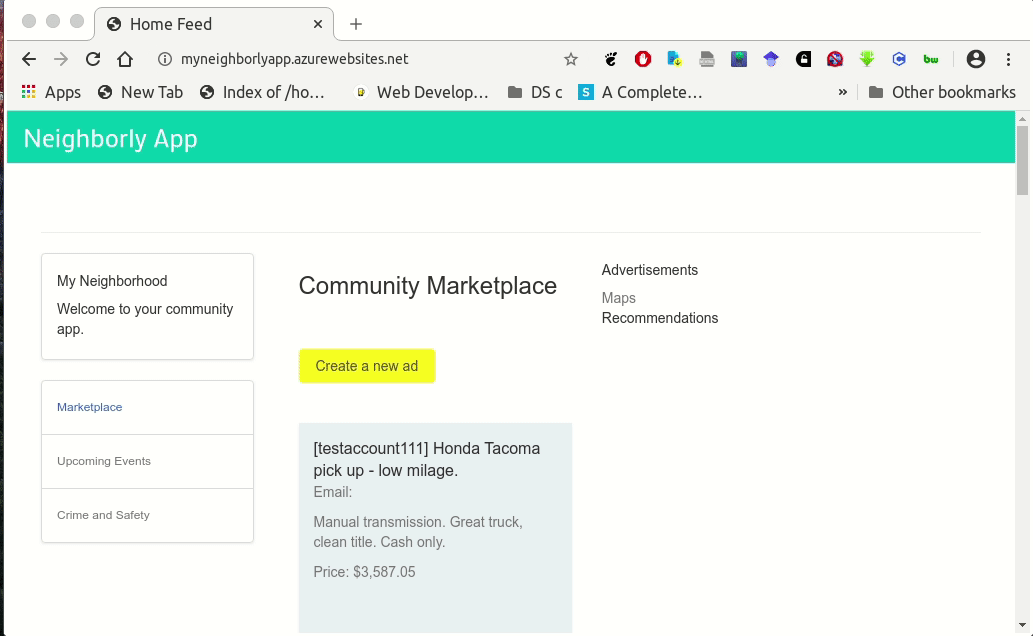 Home Feed
myneighborlyapp.azurewebsites.net
bw
Apps
New Tab
Index of /ho…
Web Develop…
DS c
S
A Complete…
»
Other bookmarks
Neighborly App
My Neighborhood
Welcome to your community
app.
Marketplace
Upcoming Events
Crime and Safety
Community Marketplace
Create a new ad
[testaccount111] Honda Tacoma
pick up - low milage.
Email:
Manual transmission. Great truck,
clean title. Cash only.
Price: $3,587.05
Advertisements
Maps
Recommendations